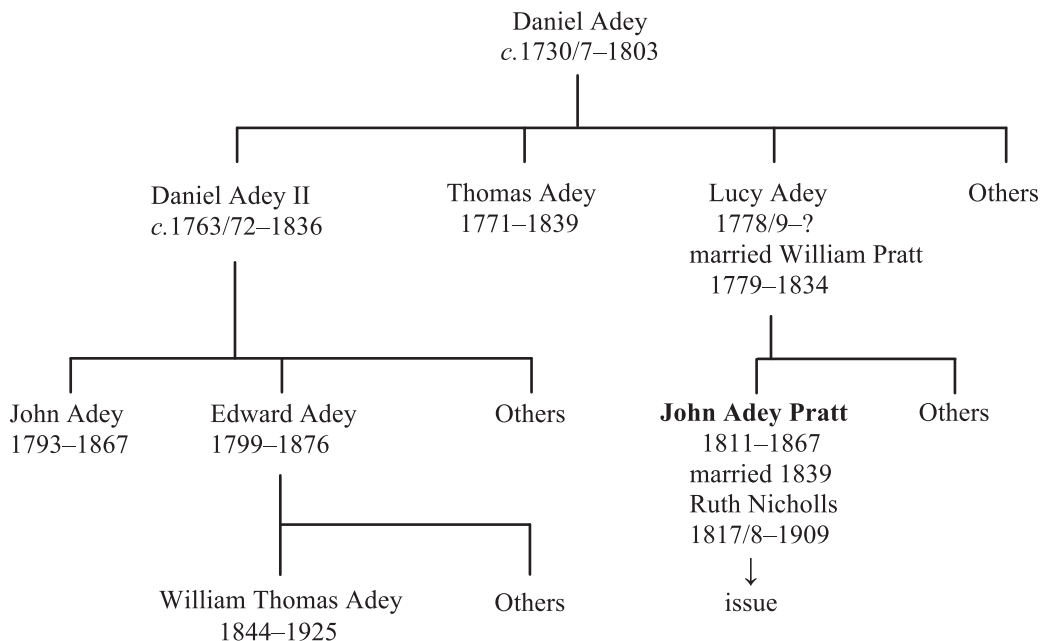 Daniel Adey
c.1730/7–1803
Daniel Adey II
c.1763/72–1836
Thomas Adey
1771–1839
Lucy Adey
1778/9–?
married William Pratt
1779–1834
Others
John Adey
1793–1867
Edward Adey
1799–1876
Others
John Adey Pratt
1811–1867
married 1839
Ruth Nicholls
1817/8–1909
issue
Others
William Thomas Adey
1844–1925
Others